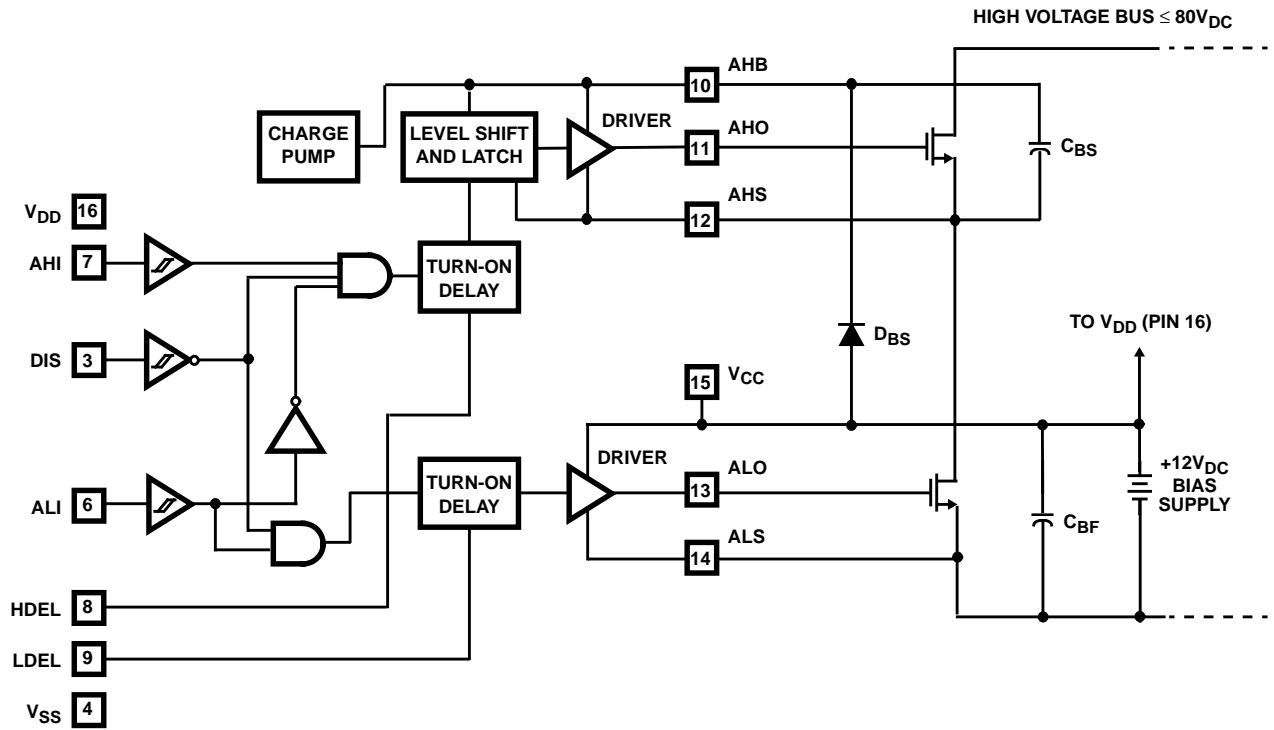 HIGH VOLTAGE BUS ≤ 80VDC
AHB
10
CHARGE
PUMP
LEVEL SHIFT
AND LATCH
DRIVER
AHO
11
CBS
AHS
12
VDD 16
AHI 7
TURN-ON
DELAY
DIS 3
DBS
TO VDD (PIN 16)
15
VCC
ALI 6
TURN-ON
DELAY
DRIVER
ALO
13
ALS
14
CBF
+12VDC
BIAS
SUPPLY
HDEL 8
LDEL 9
VSS 4